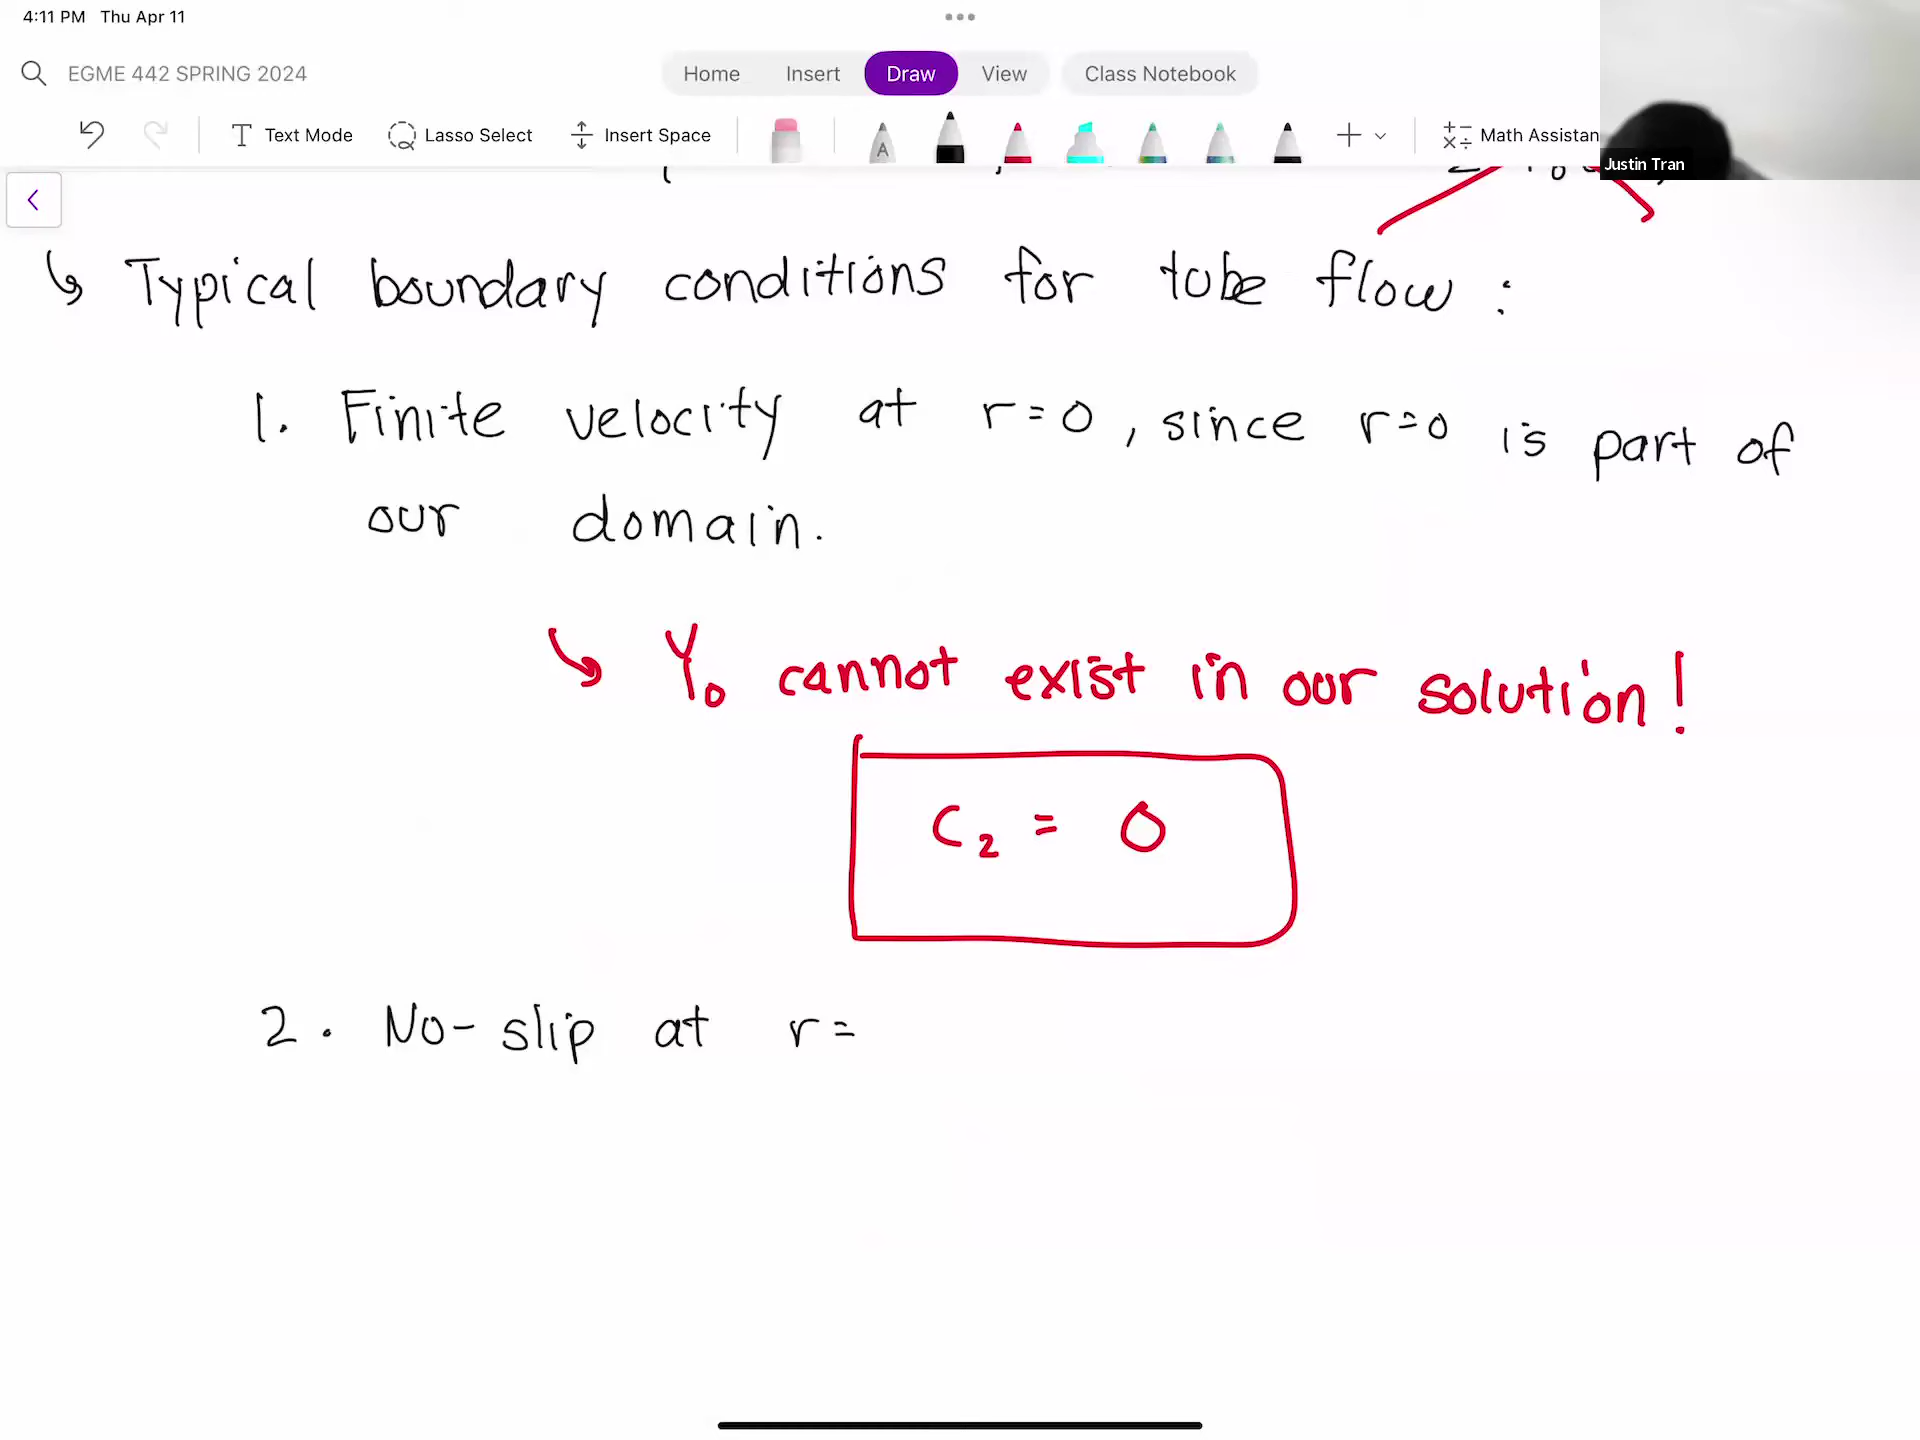 4:11 PM Thu Apr 11
EGME 442 SPRING 2024
Home Insert Draw View Class Notebook
Text Mode Lasso Select Insert Space A Math Assistan
Justin Tran
↳ Typical boundary conditions for tube flow :
1. Finite velocity at r=0, since r=0 is part of
our domain.
↳ Y₀ cannot exist in our solution!
C₂ = 0
2. No-slip at r=